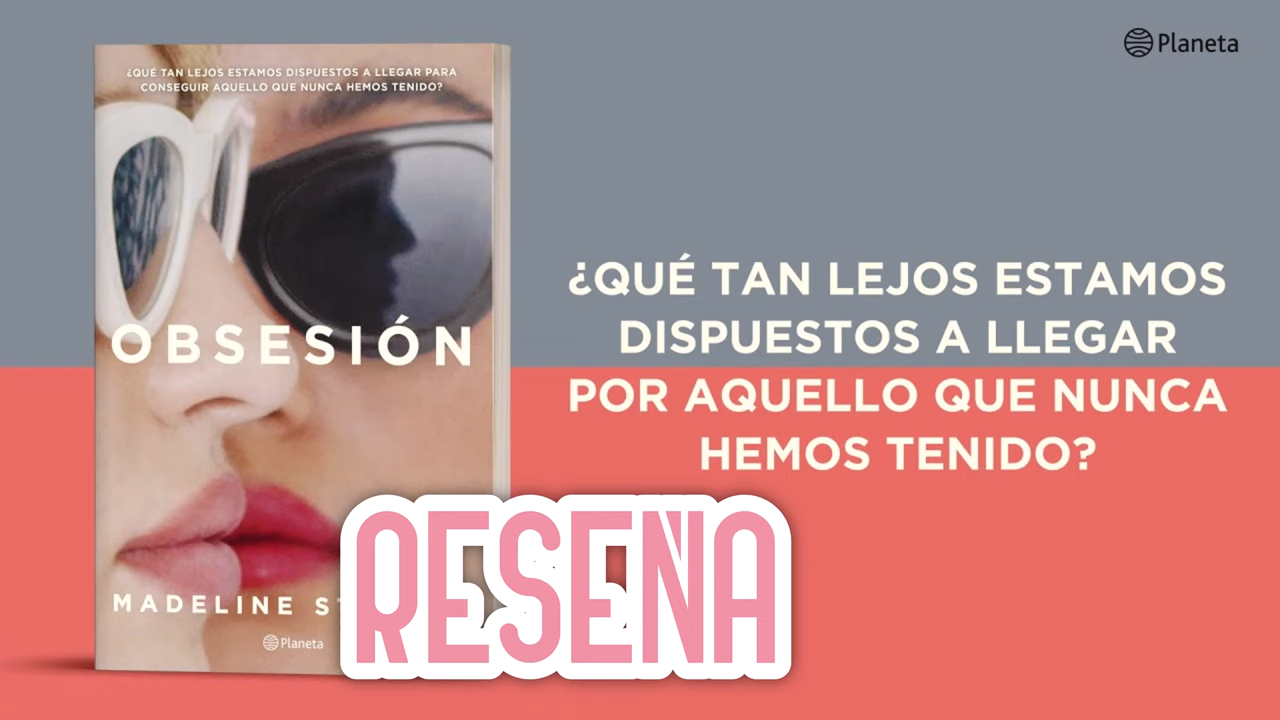 Planeta
¿QUÉ TAN LEJOS ESTAMOS DISPUESTOS A LLEGAR PARA
CONSEGUIR AQUELLO QUE NUNCA HEMOS TENIDO?
OBSESIÓN
MADELINE
Planeta
¿QUÉ TAN LEJOS ESTAMOS
DISPUESTOS A LLEGAR
POR AQUELLO QUE NUNCA
HEMOS TENIDO?
RESEÑA